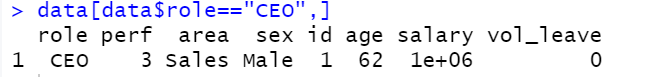 > data[data$role=="CEO",]
role perf area sex id age salary vol_leave
1 CEO 3 Sales Male 1 62 1e+06 0